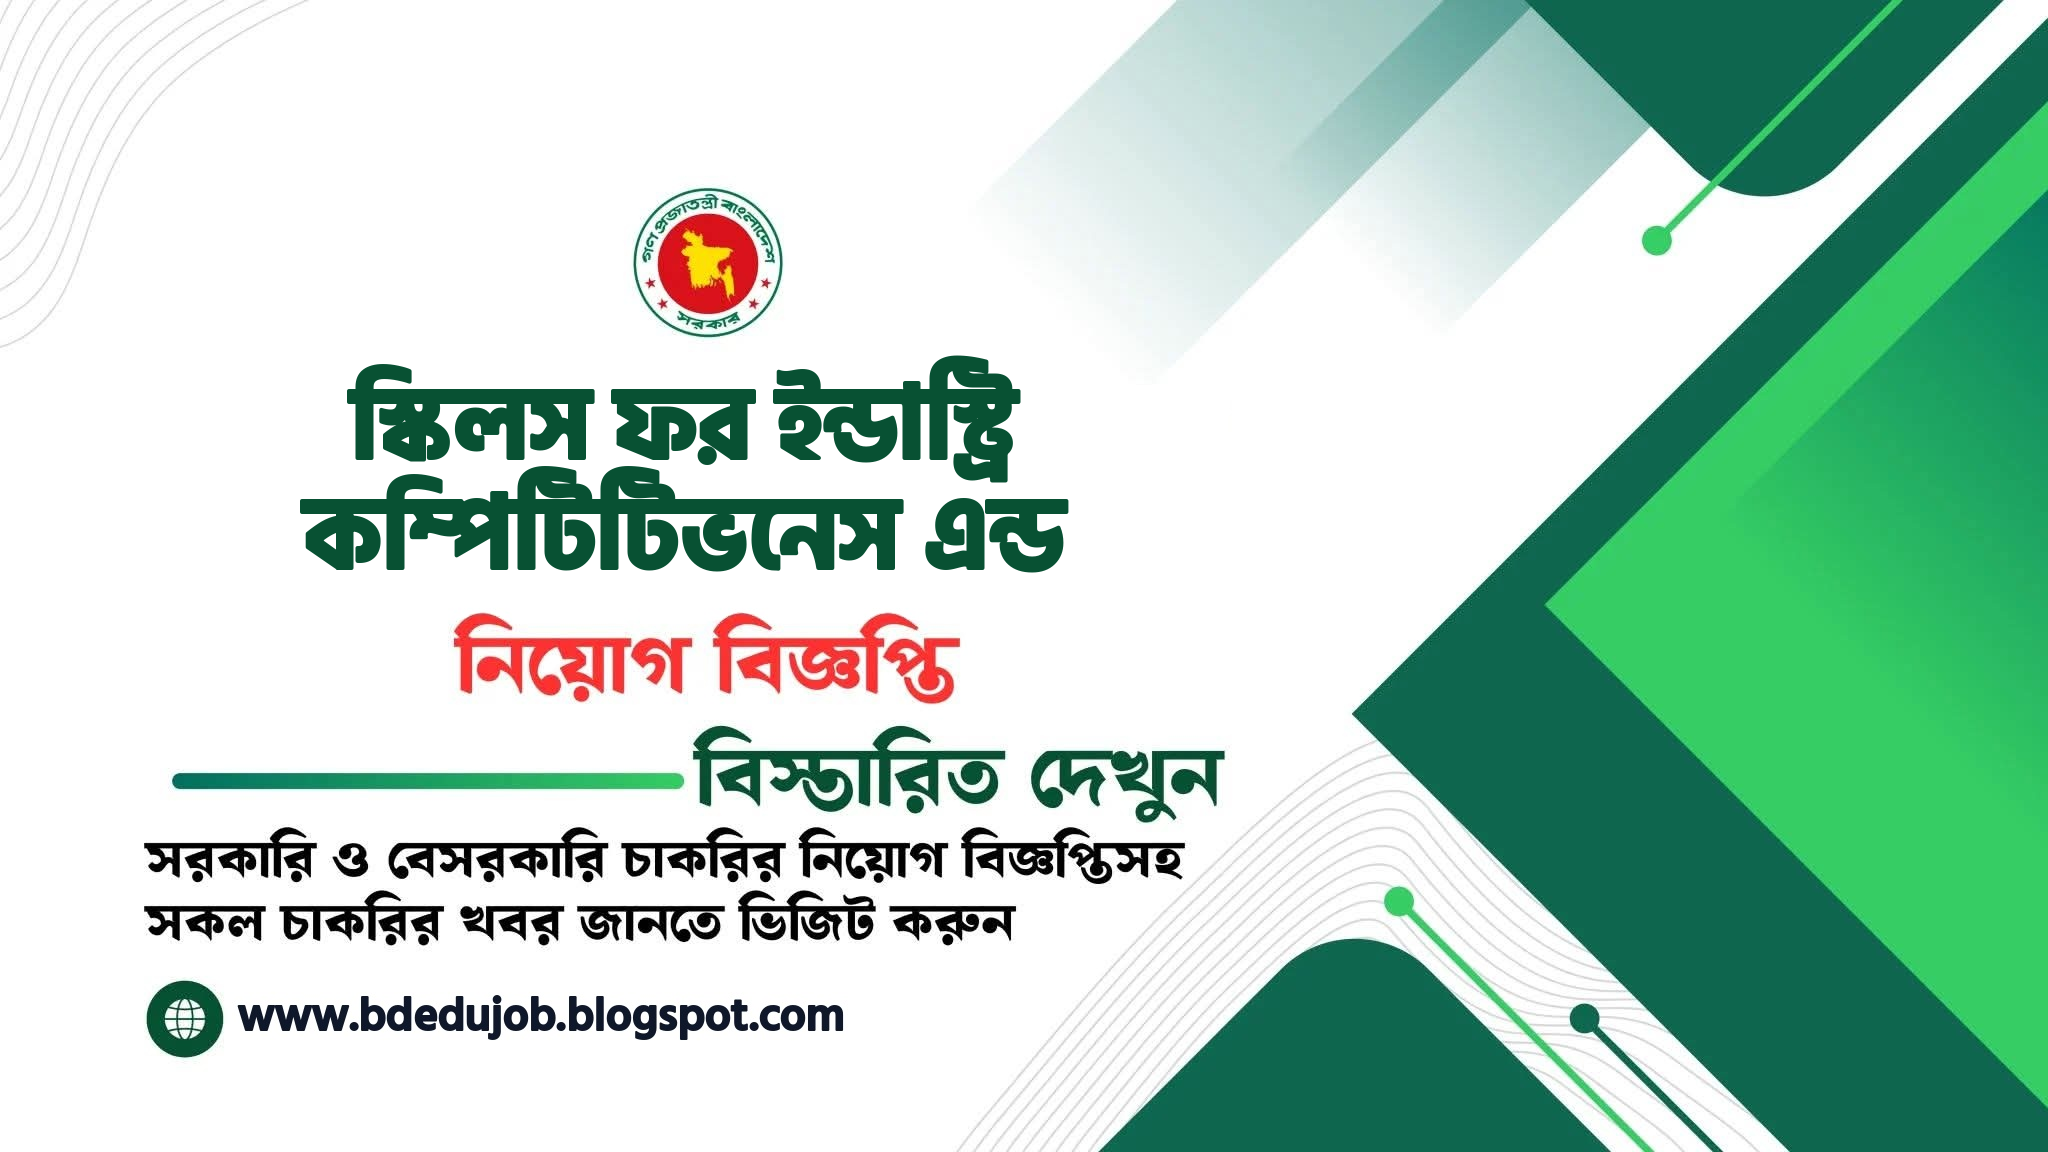 গণ প্রজাতন্ত্রী বাংলাদেশ
সরকার
স্কিলস ফর ইন্ডাস্ট্রি
কম্পিটিটিভনেস এন্ড
নিয়োগ বিজ্ঞপ্তি
বিস্তারিত দেখুন
সরকারি ও বেসরকারি চাকরির নিয়োগ বিজ্ঞপ্তিসহ
সকল চাকরির খবর জানতে ভিজিট করুন
www.bdedujob.blogspot.com